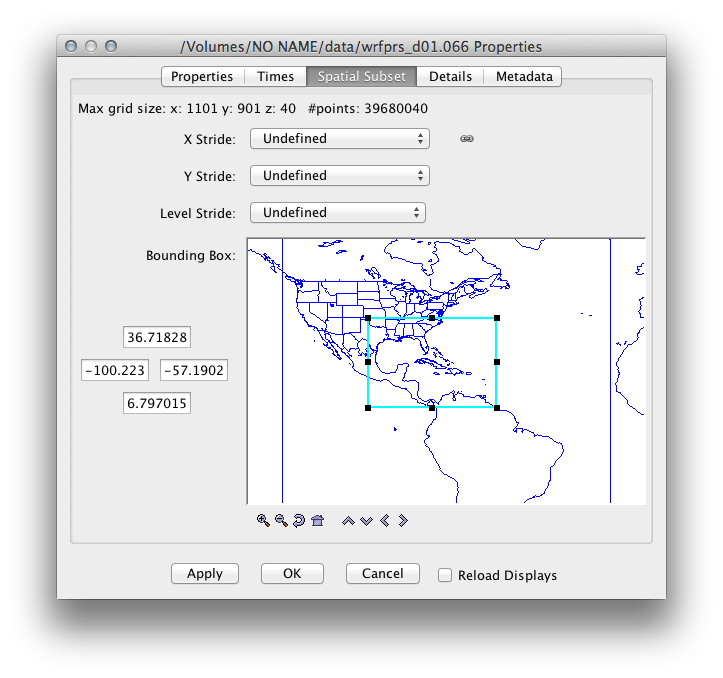 /Volumes/NO NAME/data/wrfprs_d01.066 Properties
Properties Times Spatial Subset Details Metadata
Max grid size: x: 1101 y: 901 z: 40 #points: 39680040
X Stride: Undefined
Y Stride: Undefined
Level Stride: Undefined
Bounding Box:
36.71828
-100.223 -57.1902
6.797015
Apply OK Cancel Reload Displays